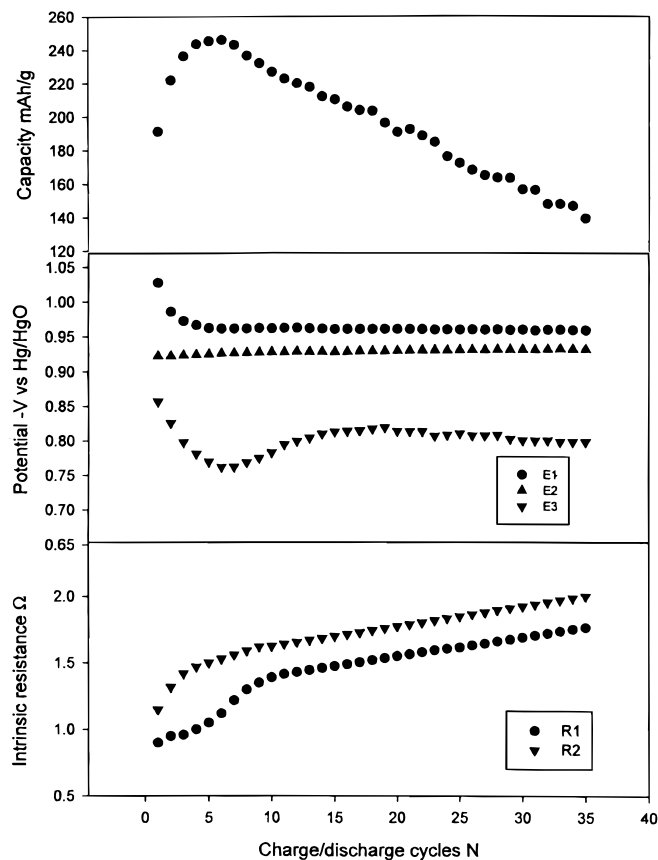 260
240
220
200
180
160
140
120
Capacity mAh/g
1.05
1.00
0.95
0.90
0.85
0.80
0.75
0.70
0.65
Potential -V vs Hg/HgO
E1
E2
E3
2.0
1.5
1.0
0.5
Intrinsic resistance Ω
R1
R2
0 5 10 15 20 25 30 35 40
Charge/discharge cycles N